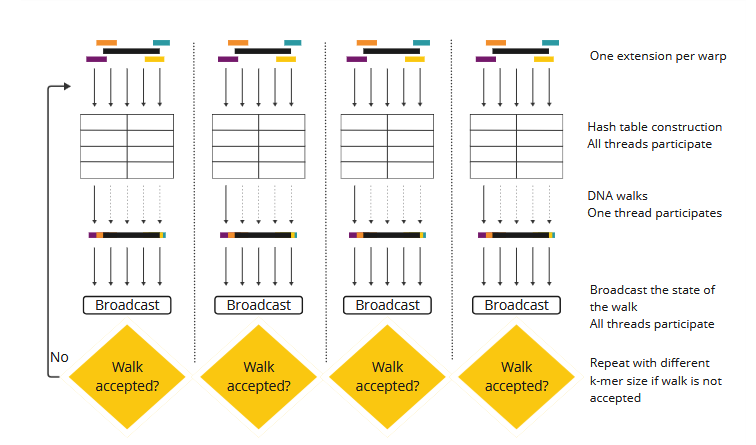 One extension per warp
Hash table construction
All threads participate
DNA walks
One thread participates
Broadcast the state of
the walk
All threads participate
Broadcast Broadcast Broadcast Broadcast
No
Walk Walk Walk Walk
accepted? accepted? accepted? accepted?
Repeat with different
k-mer size if walk is not
accepted